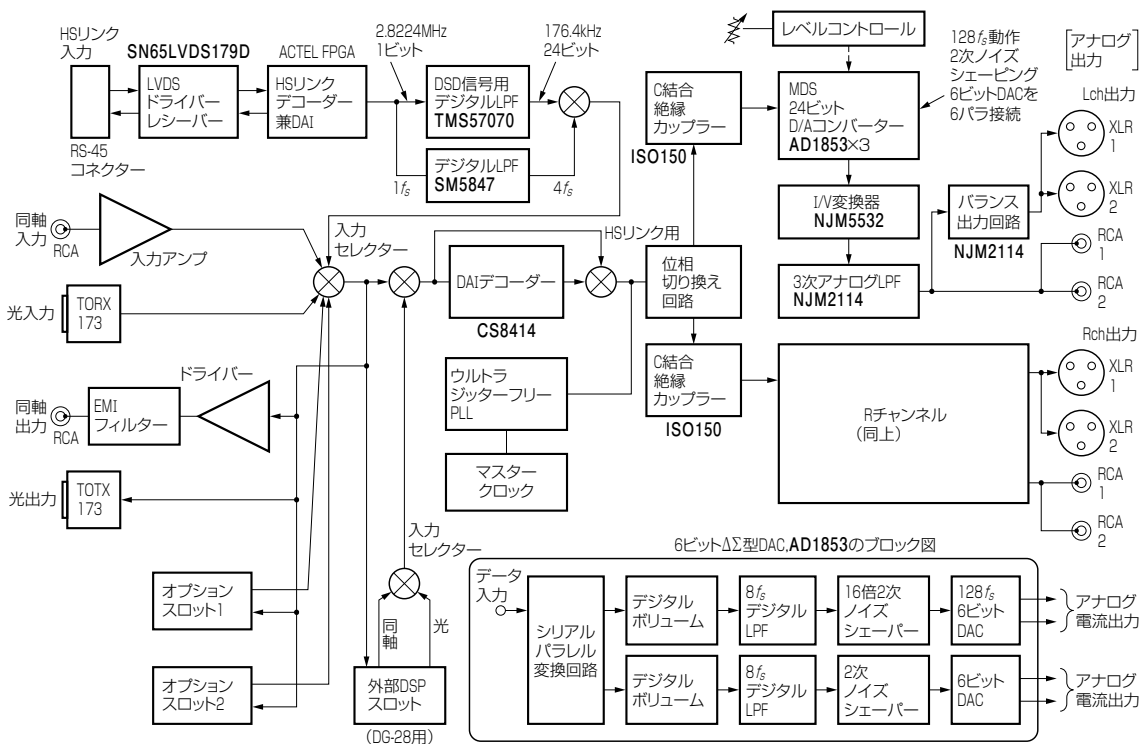 HSリンク
入力
SN65LVDS179D
LVDS
ドライバー
レシーバー
RS-45
コネクター
ACTEL FPGA
HSリンク
デコーダー
兼DAI
2.8224MHz
1ビット
DSD信号用
デジタルLPF
TMS57070
デジタルLPF
SM5847
1fs
4fs
176.4kHz
24ビット
レベルコントロール
C結合
絶縁
カップラー
ISO150
MDS
24ビット
D/Aコンバーター
AD1853×3
128fs動作
2次ノイズ
シェーピング
6ビットDACを
6パラ接続
アナログ
出力
Lch出力
XLR
1
XLR
2
RCA
1
RCA
2
I/V変換器
NJM5532
バランス
出力回路
NJM2114
3次アナログLPF
NJM2114
同軸
入力
RCA
入力アンプ
入力
セレクター
HSリンク用
DAIデコーダー
CS8414
位相
切り換え
回路
光入力
TORX
173
ドライバー
同軸
出力
RCA
EMI
フィルター
ウルトラ
ジッターフリー
PLL
マスター
クロック
C結合
絶縁
カップラー
ISO150
Rチャンネル
(同上)
Rch出力
XLR
1
XLR
2
RCA
1
RCA
2
光出力
TOTX
173
入力
セレクター
同軸
光
オプション
スロット1
オプション
スロット2
外部DSP
スロット
(DG-28用)
6ビットΔΣ型DAC,AD1853のブロック図
データ
入力
シリアル
パラレル
変換回路
デジタル
ボリューム
8fs
デジタル
LPF
16倍2次
ノイズ
シェーパー
128fs
6ビット
DAC
アナログ
電流出力
デジタル
ボリューム
8fs
デジタル
LPF
2次
ノイズ
シェーパー
6ビット
DAC
アナログ
電流出力